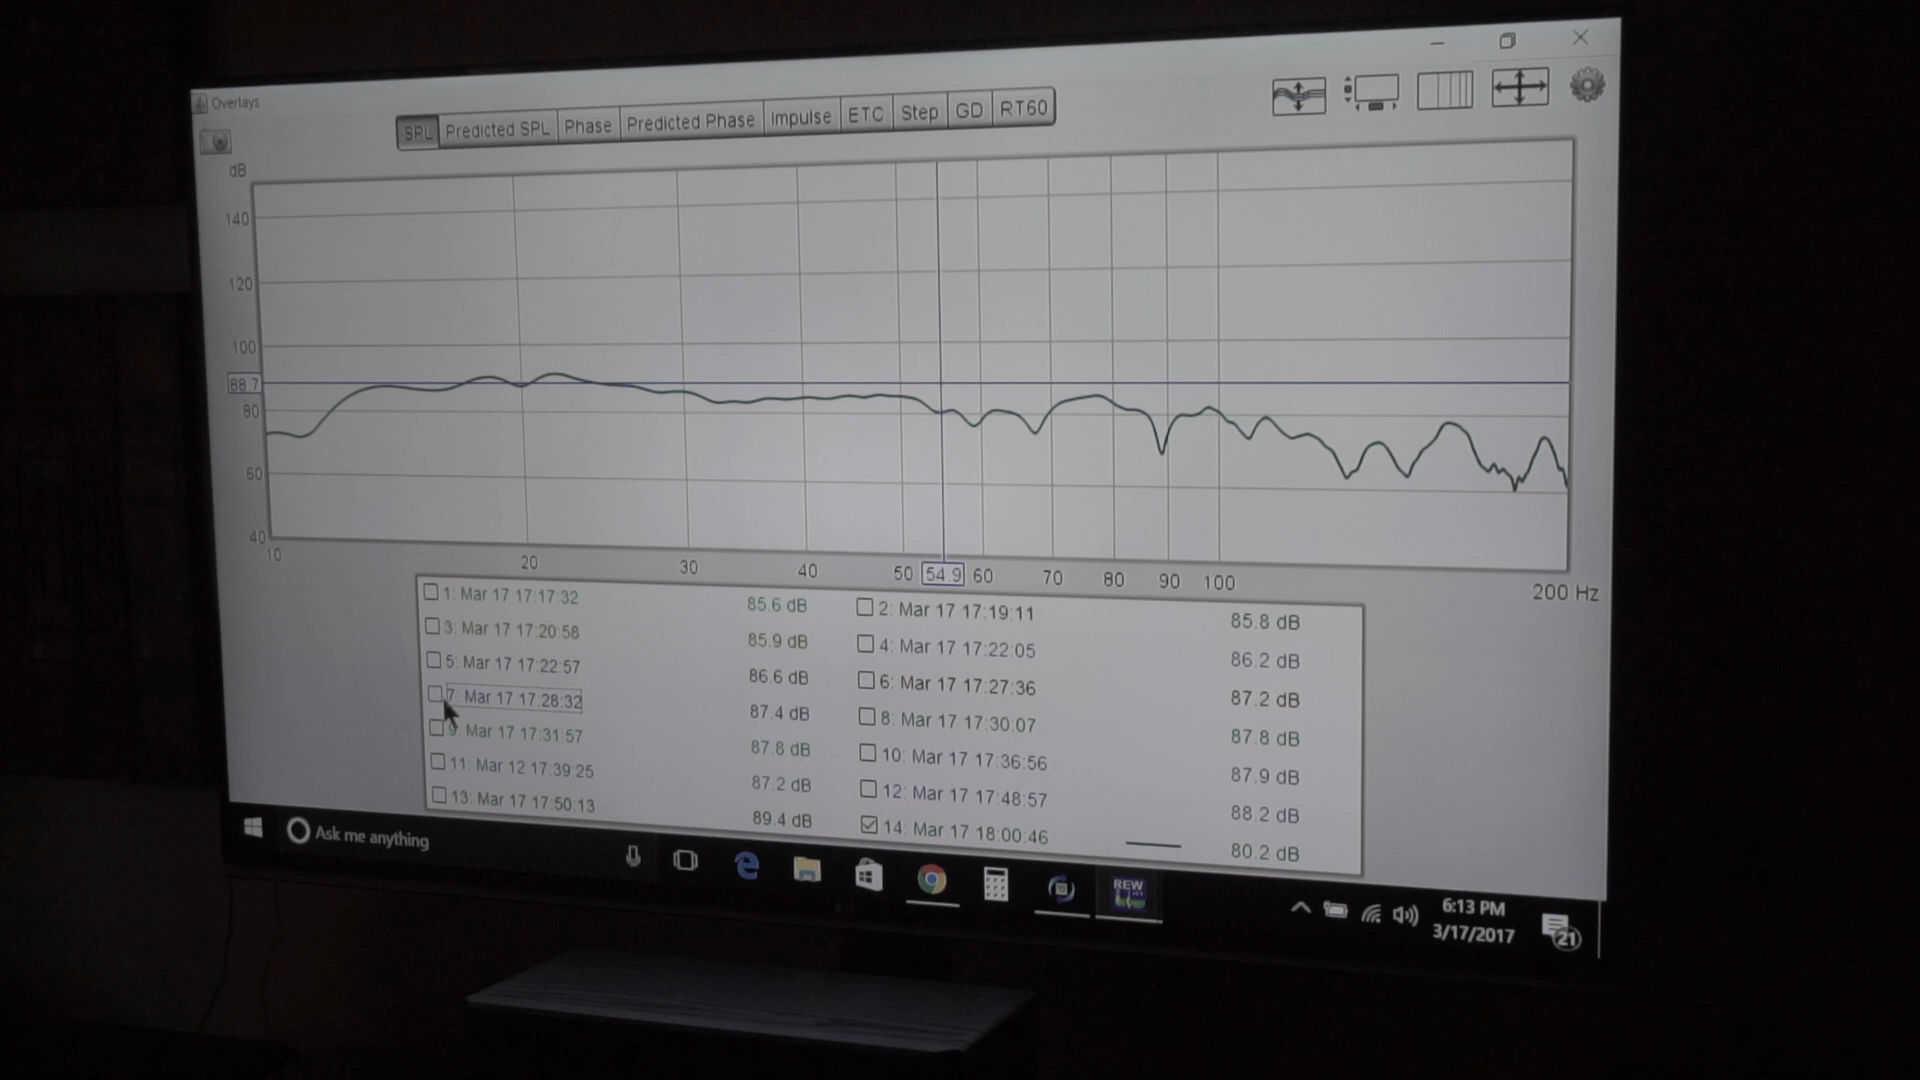 Overlays
SPL Predicted SPL Phase Predicted Phase Impulse ETC Step GD RT60
dB
140
120
100
88.7
80
60
40
10 20 30 40 50 54.9 60 70 80 90 100 200 Hz
1: Mar 17 17:17:32 85.6 dB 2: Mar 17 17:19:11 85.8 dB
3: Mar 17 17:20:58 85.9 dB 4: Mar 17 17:22:05 86.2 dB
5: Mar 17 17:22:57 86.6 dB 6: Mar 17 17:27:36 87.2 dB
7: Mar 17 17:28:32 87.4 dB 8: Mar 17 17:30:07 87.8 dB
9: Mar 17 17:31:57 87.8 dB 10: Mar 17 17:36:56 87.9 dB
11: Mar 12 17:39:25 87.2 dB 12: Mar 17 17:48:57 88.2 dB
13: Mar 17 17:50:13 89.4 dB 14: Mar 17 18:00:46 80.2 dB
Ask me anything
REW
6:13 PM
3/17/2017
21